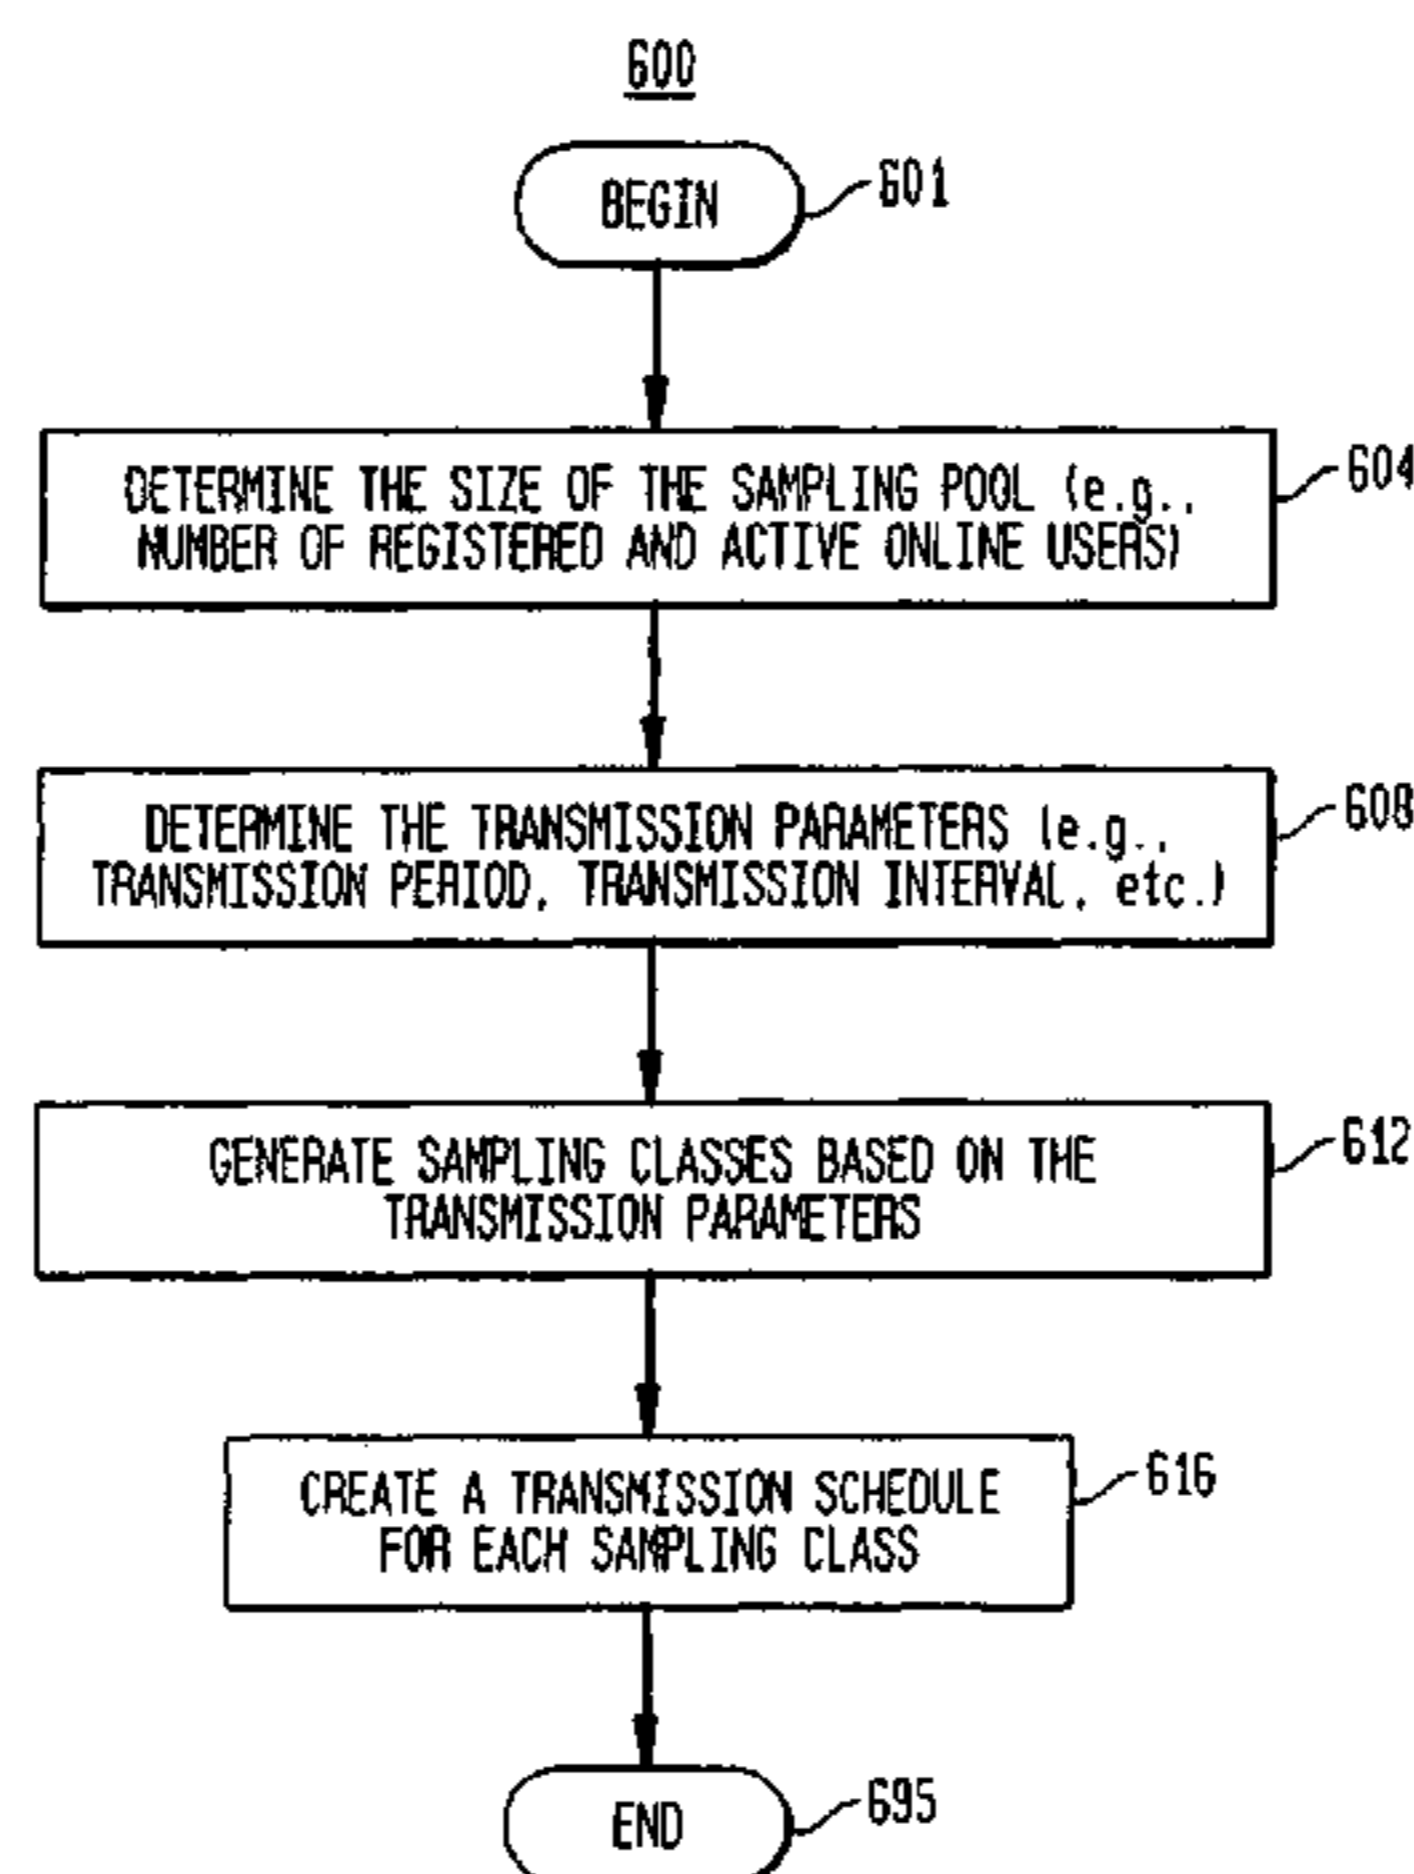 600
BEGIN
601
DETERMINE THE SIZE OF THE SAMPLING POOL (e.g.,
NUMBER OF REGISTERED AND ACTIVE ONLINE USERS)
604
DETERMINE THE TRANSMISSION PARAMETERS (e.g.,
TRANSMISSION PERIOD, TRANSMISSION INTERVAL, etc.)
608
GENERATE SAMPLING CLASSES BASED ON THE
TRANSMISSION PARAMETERS
612
CREATE A TRANSMISSION SCHEDULE
FOR EACH SAMPLING CLASS
616
END
695